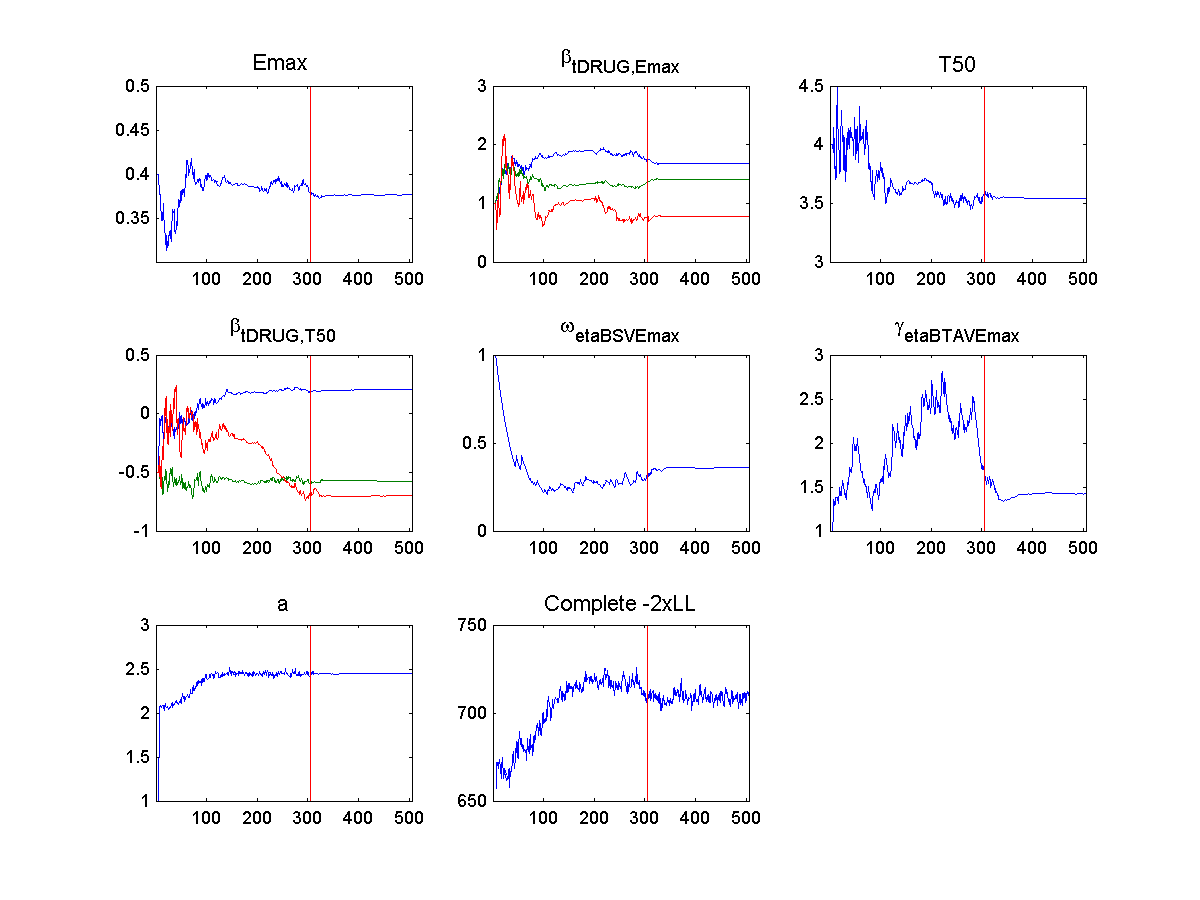 Emax
β tDRUG,Emax
T50
0.5
0.45
0.4
0.35
100 200 300 400 500
3
2
1
0
100 200 300 400 500
4.5
4
3.5
3
100 200 300 400 500
β tDRUG,T50
ω etaBSVEmax
γ etaBTAVEmax
0.5
0
-0.5
-1
100 200 300 400 500
1
0.5
0
100 200 300 400 500
3
2.5
2
1.5
1
100 200 300 400 500
a
Complete -2xLL
3
2.5
2
1.5
1
100 200 300 400 500
750
700
650
100 200 300 400 500